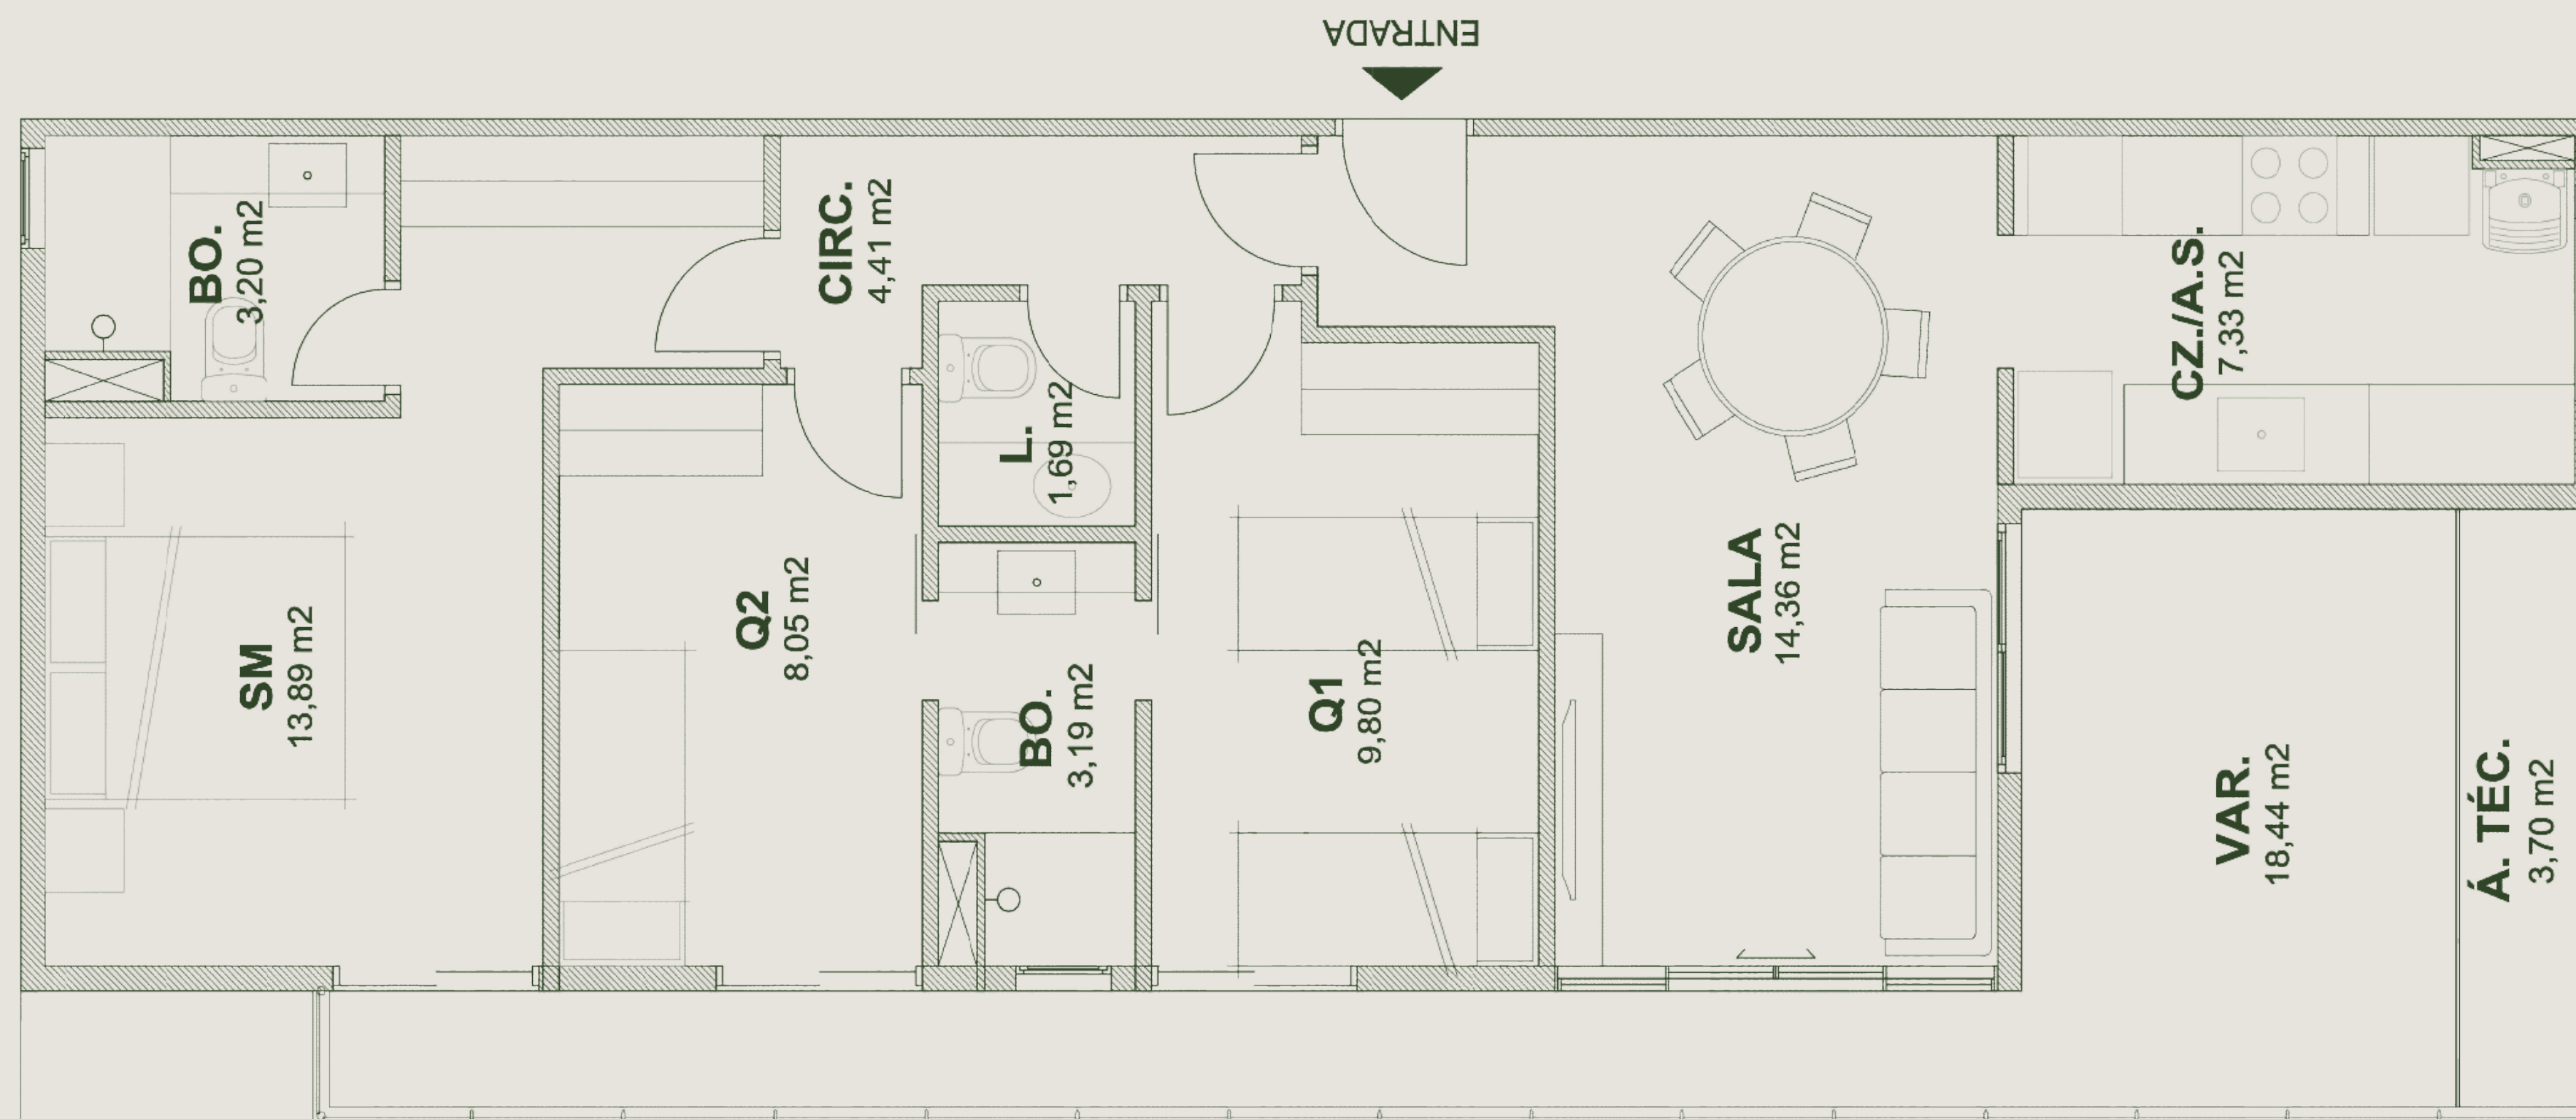 ENTRADA
BO.
3,20 m2
CIRC.
4,41 m2
CZ./A.S.
7,33 m2
L.
1,69 m2
SM
13,89 m2
Q2
8,05 m2
BO.
3,19 m2
Q1
9,80 m2
SALA
14,36 m2
VAR.
18,44 m2
Á. TÉC.
3,70 m2